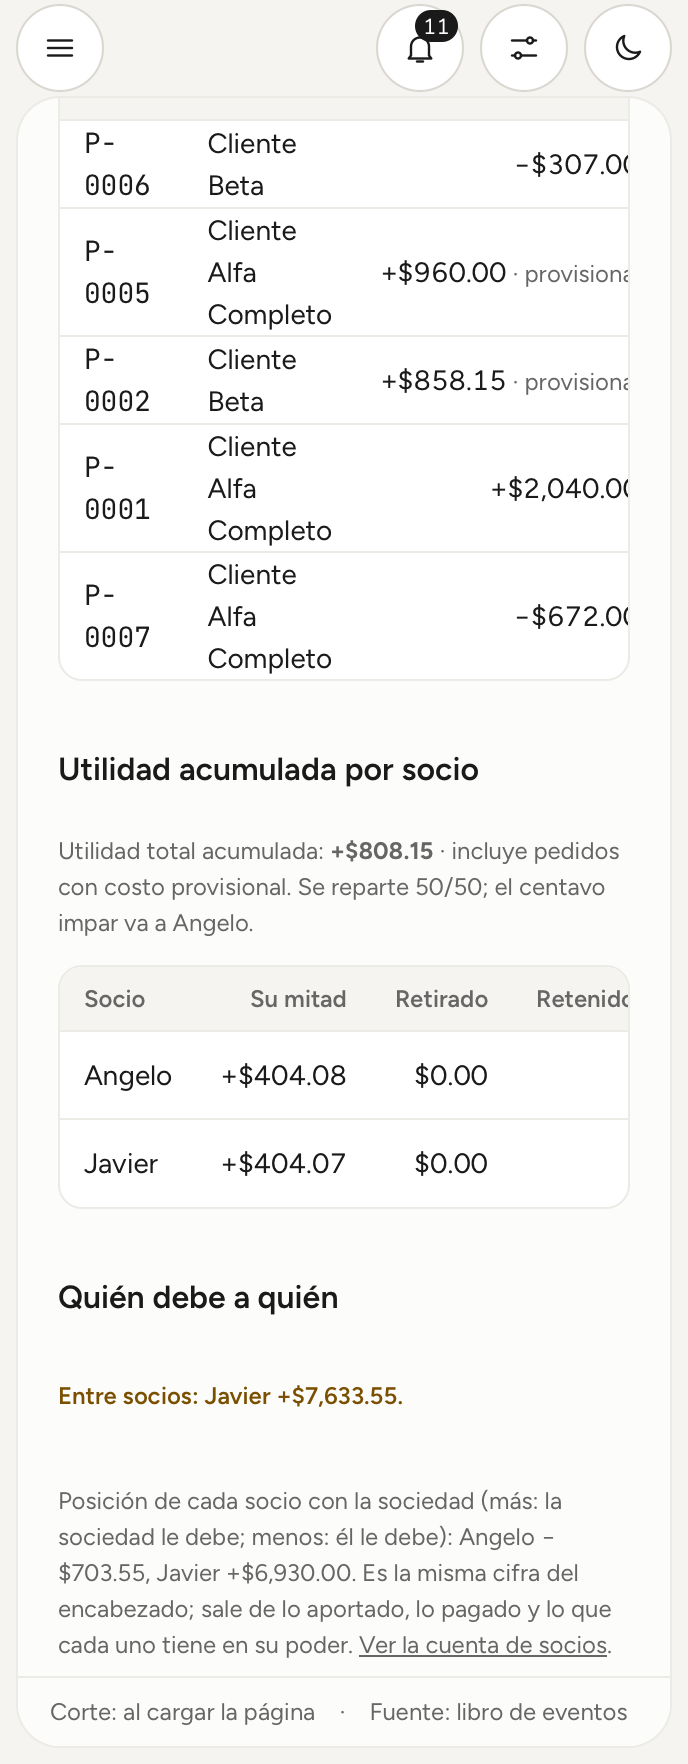 11
P-
0006
Cliente
Beta
−$307.00
P-
0005
Cliente
Alfa
Completo
+$960.00 · provisional
P-
0002
Cliente
Beta
+$858.15 · provisional
P-
0001
Cliente
Alfa
Completo
+$2,040.00
P-
0007
Cliente
Alfa
Completo
−$672.00
Utilidad acumulada por socio
Utilidad total acumulada: +$808.15 · incluye pedidos
con costo provisional. Se reparte 50/50; el centavo
impar va a Angelo.
Socio Su mitad Retirado Retenido
Angelo +$404.08 $0.00
Javier +$404.07 $0.00
Quién debe a quién
Entre socios: Javier +$7,633.55.
Posición de cada socio con la sociedad (más: la
sociedad le debe; menos: él le debe): Angelo −
$703.55, Javier +$6,930.00. Es la misma cifra del
encabezado; sale de lo aportado, lo pagado y lo que
cada uno tiene en su poder. Ver la cuenta de socios.
Corte: al cargar la página · Fuente: libro de eventos